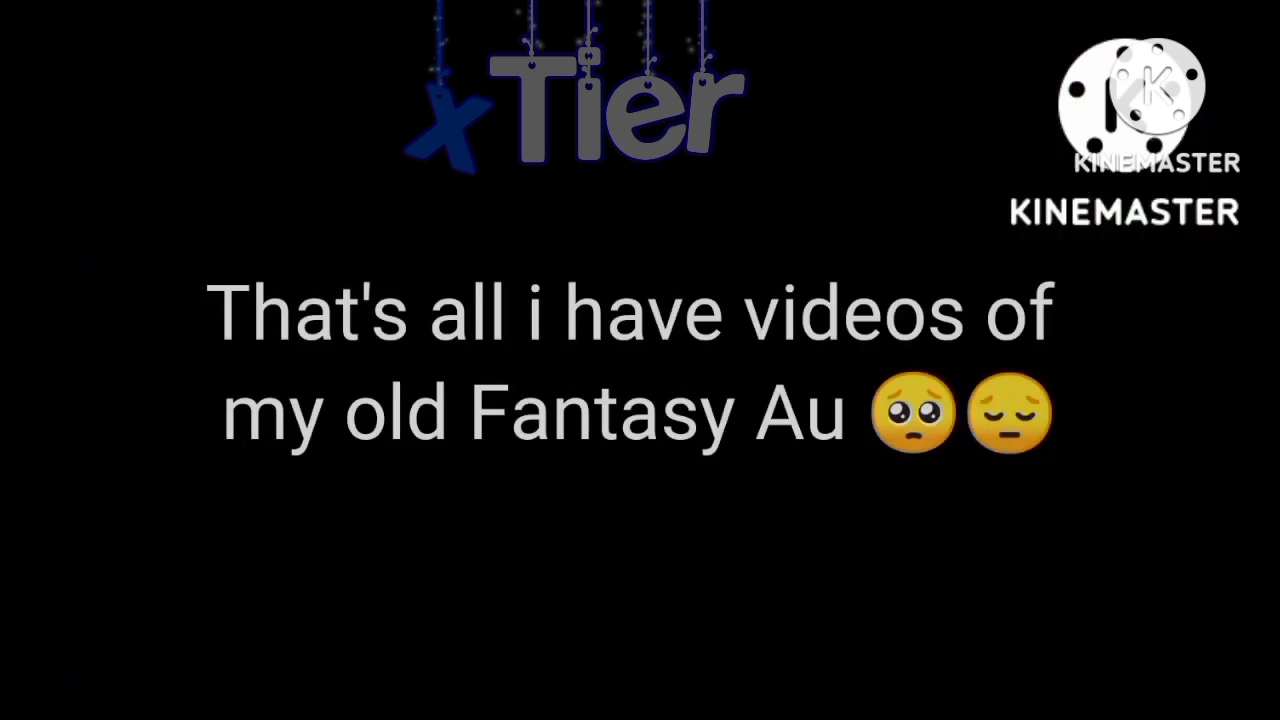 xTier
KINEMASTER
KINEMASTER
That's all i have videos of
my old Fantasy Au 🥺😔